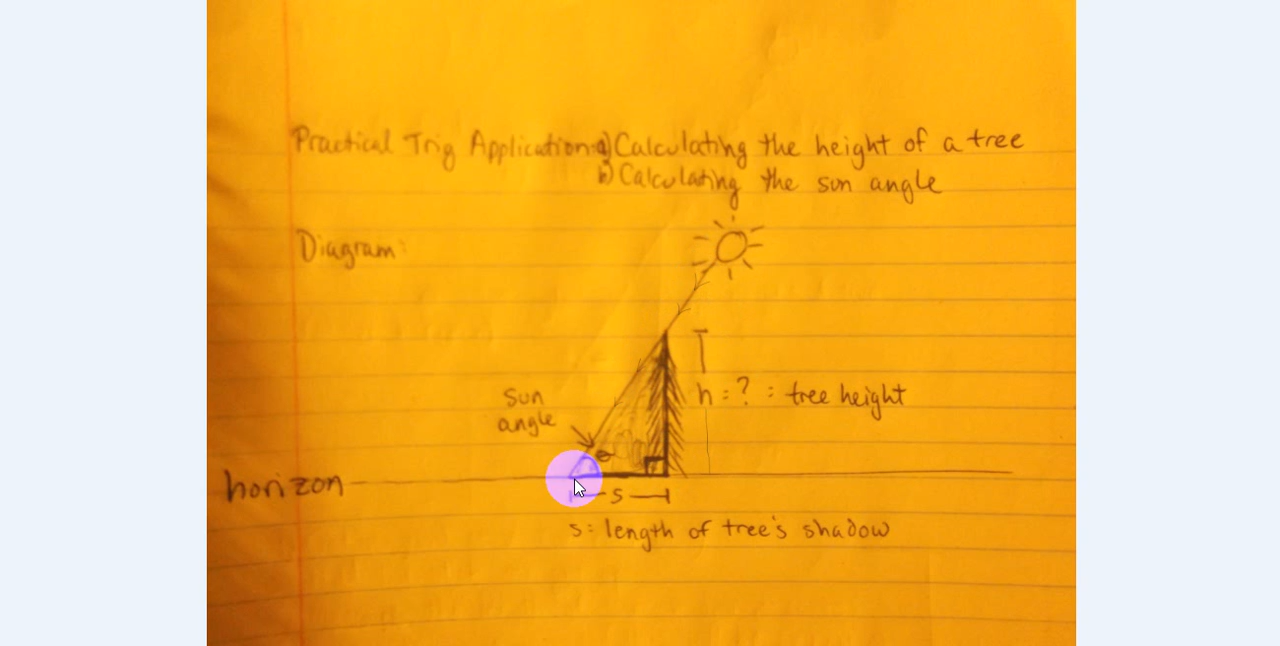 Practical Trig Application: a) Calculating the height of a tree
b) Calculating the sun angle
Diagram:
sun
angle
θ
h = ? = tree height
horizon
s
s = length of tree's shadow